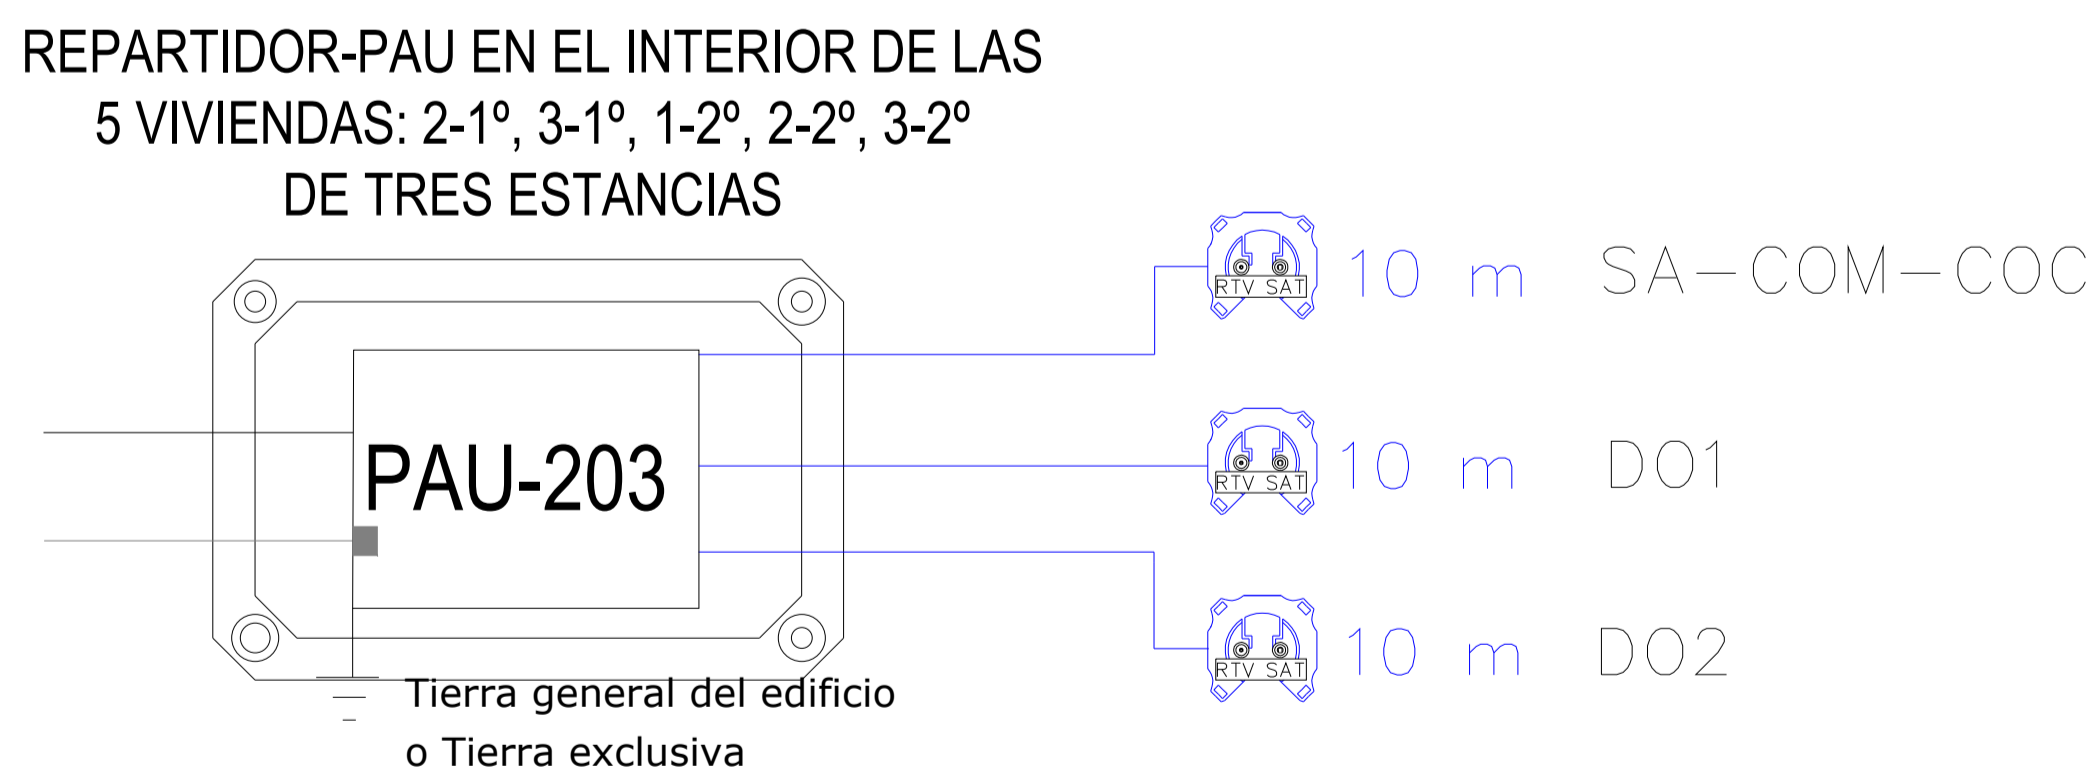 REPARTIDOR-PAU EN EL INTERIOR DE LAS
5 VIVIENDAS: 2-1º, 3-1º, 1-2º, 2-2º, 3-2º
DE TRES ESTANCIAS
RTV SAT
10 m SA-COM-COC
PAU-203
RTV SAT
10 m DO1
RTV SAT
10 m DO2
Tierra general del edificio
o Tierra exclusiva